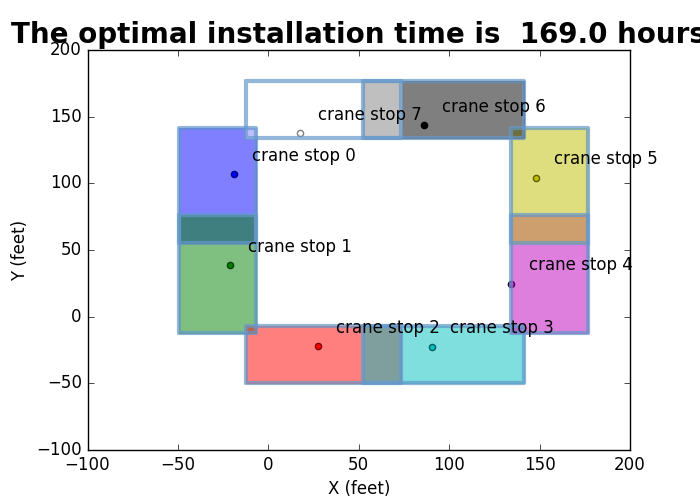 The optimal installation time is  169.0 hours
200
150
100
50
0
−50
−100
Y (feet)
crane stop 7
crane stop 6
crane stop 0
crane stop 5
crane stop 1
crane stop 4
crane stop 2
crane stop 3
−100
−50
0
50
100
150
200
X (feet)